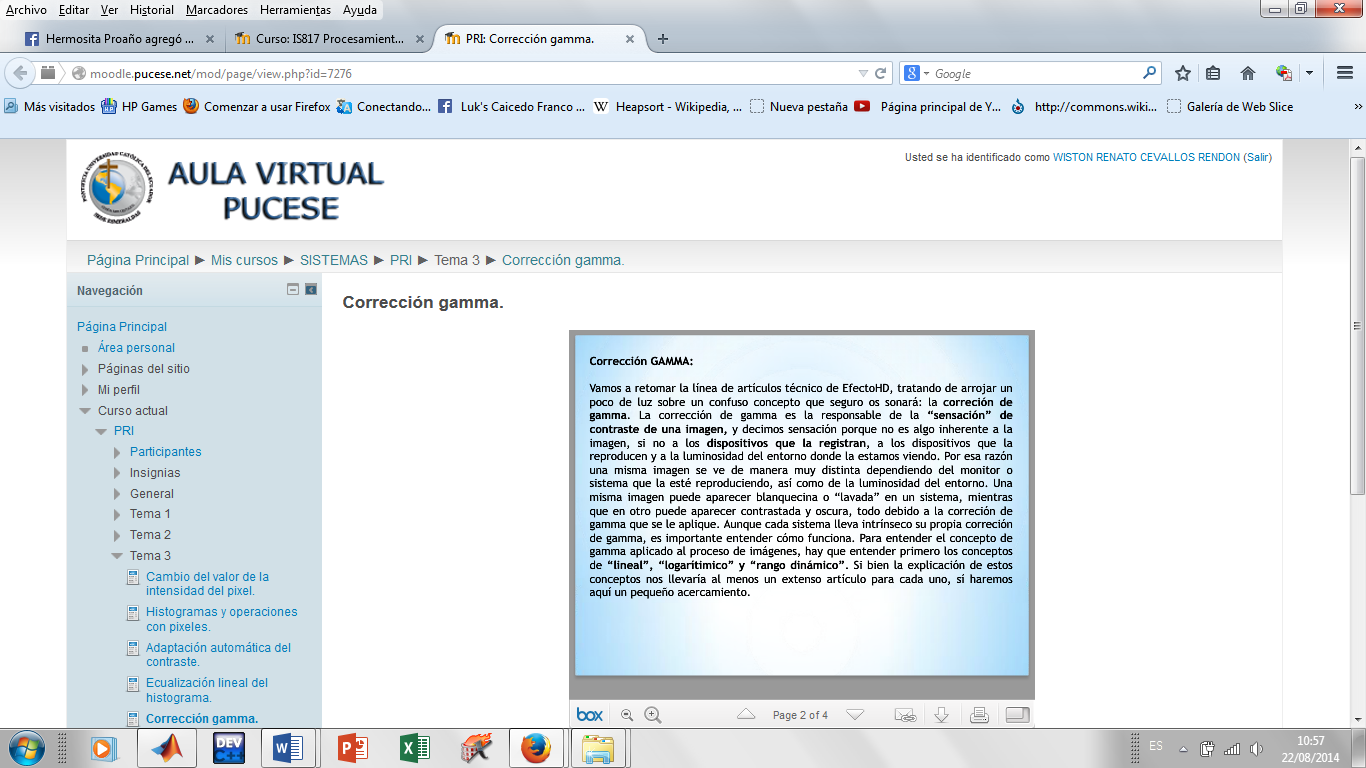 Archivo Editar Ver Historial Marcadores Herramientas Ayuda
Hermosita Proaño agregó ...
Curso: IS817 Procesamient...
PRI: Corrección gamma.
moodle.pucese.net/mod/page/view.php?id=7276
Google
Más visitados HP Games Comenzar a usar Firefox Conectando... Luk's Caicedo Franco ... Heapsort - Wikipedia, ... Nueva pestaña Página principal de Y... http://commons.wiki... Galería de Web Slice
PONTIFICIA UNIVERSIDAD CATÓLICA DEL ECUADOR
SEDE ESMERALDAS
AULA VIRTUAL
PUCESE
Usted se ha identificado como WISTON RENATO CEVALLOS RENDON (Salir)
Página Principal ► Mis cursos ► SISTEMAS ► PRI ► Tema 3 ► Corrección gamma.
Navegación
Página Principal
Área personal
Páginas del sitio
Mi perfil
Curso actual
PRI
Participantes
Insignias
General
Tema 1
Tema 2
Tema 3
Cambio del valor de la
intensidad del pixel.
Histogramas y operaciones
con pixeles.
Adaptación automática del
contraste.
Ecualización lineal del
histograma.
Corrección gamma.
Corrección gamma.
Corrección GAMMA:
Vamos a retomar la línea de artículos técnico de EfectoHD, tratando de arrojar un
poco de luz sobre un confuso concepto que seguro os sonará: la correción de
gamma. La corrección de gamma es la responsable de la “sensación” de
contraste de una imagen, y decimos sensación porque no es algo inherente a la
imagen, si no a los dispositivos que la registran, a los dispositivos que la
reproducen y a la luminosidad del entorno donde la estamos viendo. Por esa razón
una misma imagen se ve de manera muy distinta dependiendo del monitor o
sistema que la esté reproduciendo, así como de la luminosidad del entorno. Una
misma imagen puede aparecer blanquecina o “lavada” en un sistema, mientras
que en otro puede aparecer contrastada y oscura, todo debido a la correción de
gamma que se le aplique. Aunque cada sistema lleva intrínseco su propia correción
de gamma, es importante entender cómo funciona. Para entender el concepto de
gamma aplicado al proceso de imágenes, hay que entender primero los conceptos
de “lineal”, “logarítimico” y “rango dinámico”. Si bien la explicación de estos
conceptos nos llevaría al menos un extenso artículo para cada uno, sí haremos
aquí un pequeño acercamiento.
box
Page 2 of 4
DEV
C++
ES
10:57
22/08/2014